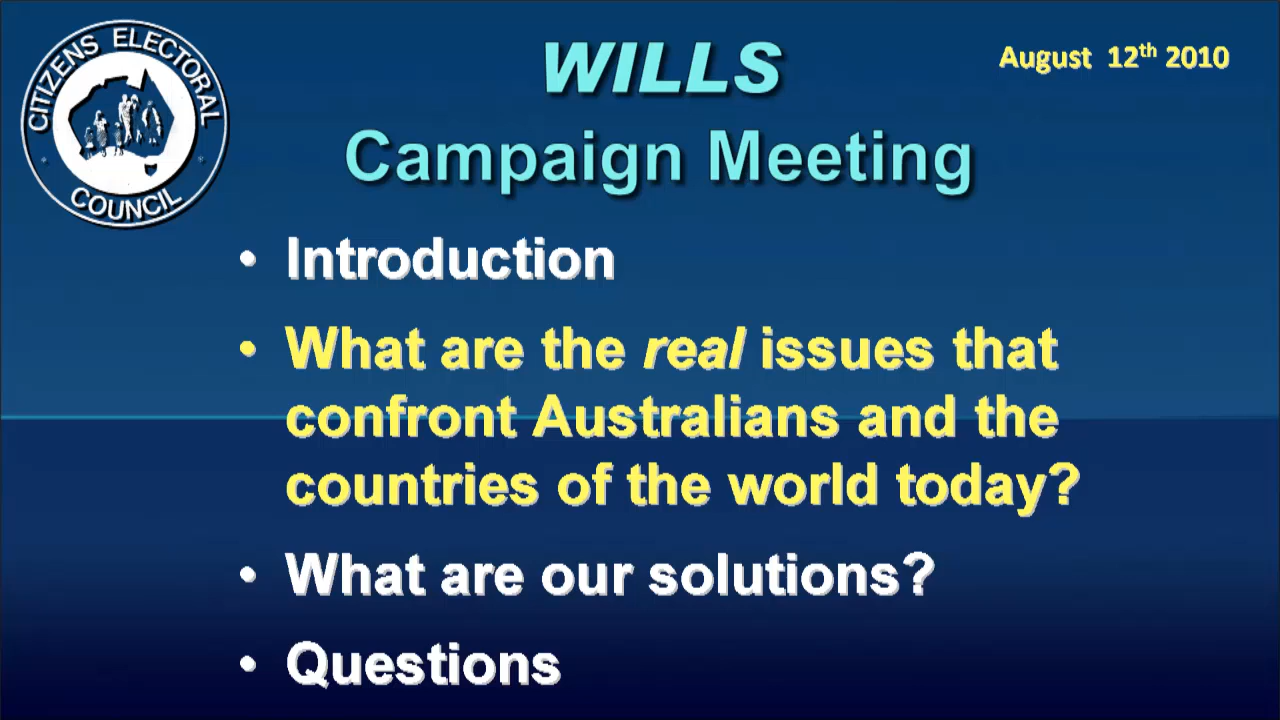 CITIZENS ELECTORAL
COUNCIL
WILLS
August 12th 2010
Campaign Meeting
• Introduction
• What are the real issues that
confront Australians and the
countries of the world today?
• What are our solutions?
• Questions